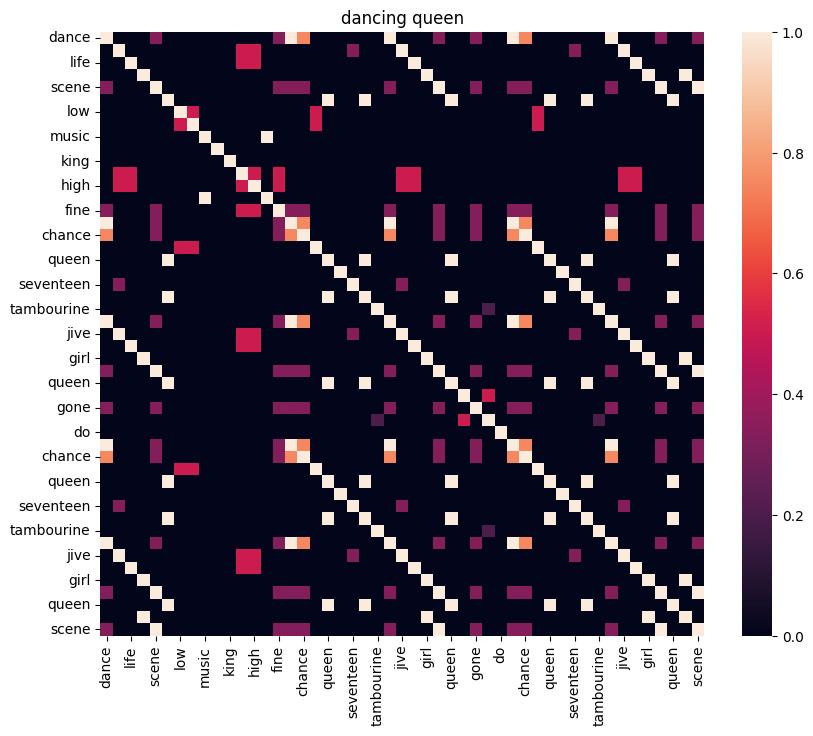 dancing queen
dance
life
scene
low
music
king
high
fine
chance
queen
seventeen
tambourine
jive
girl
queen
gone
do
chance
queen
seventeen
tambourine
jive
girl
queen
scene
1.0
0.8
0.6
0.4
0.2
0.0
dance
life
scene
low
music
king
high
fine
chance
queen
seventeen
tambourine
jive
girl
queen
gone
do
chance
queen
seventeen
tambourine
jive
girl
queen
scene